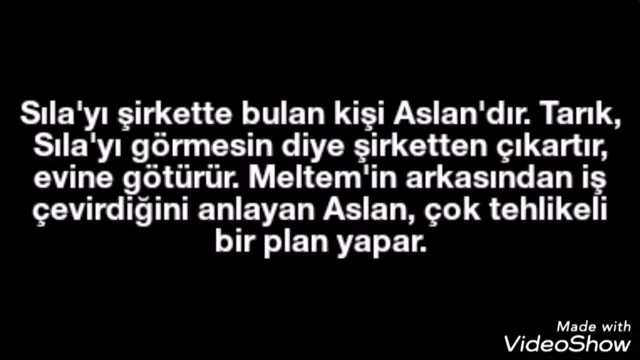 Sıla'yı şirkette bulan kişi Aslan'dır. Tarık,
Sıla'yı görmesin diye şirketten çıkartır,
evine götürür. Meltem'in arkasından iş
çevirdiğini anlayan Aslan, çok tehlikeli
bir plan yapar.
Made with
VideoShow